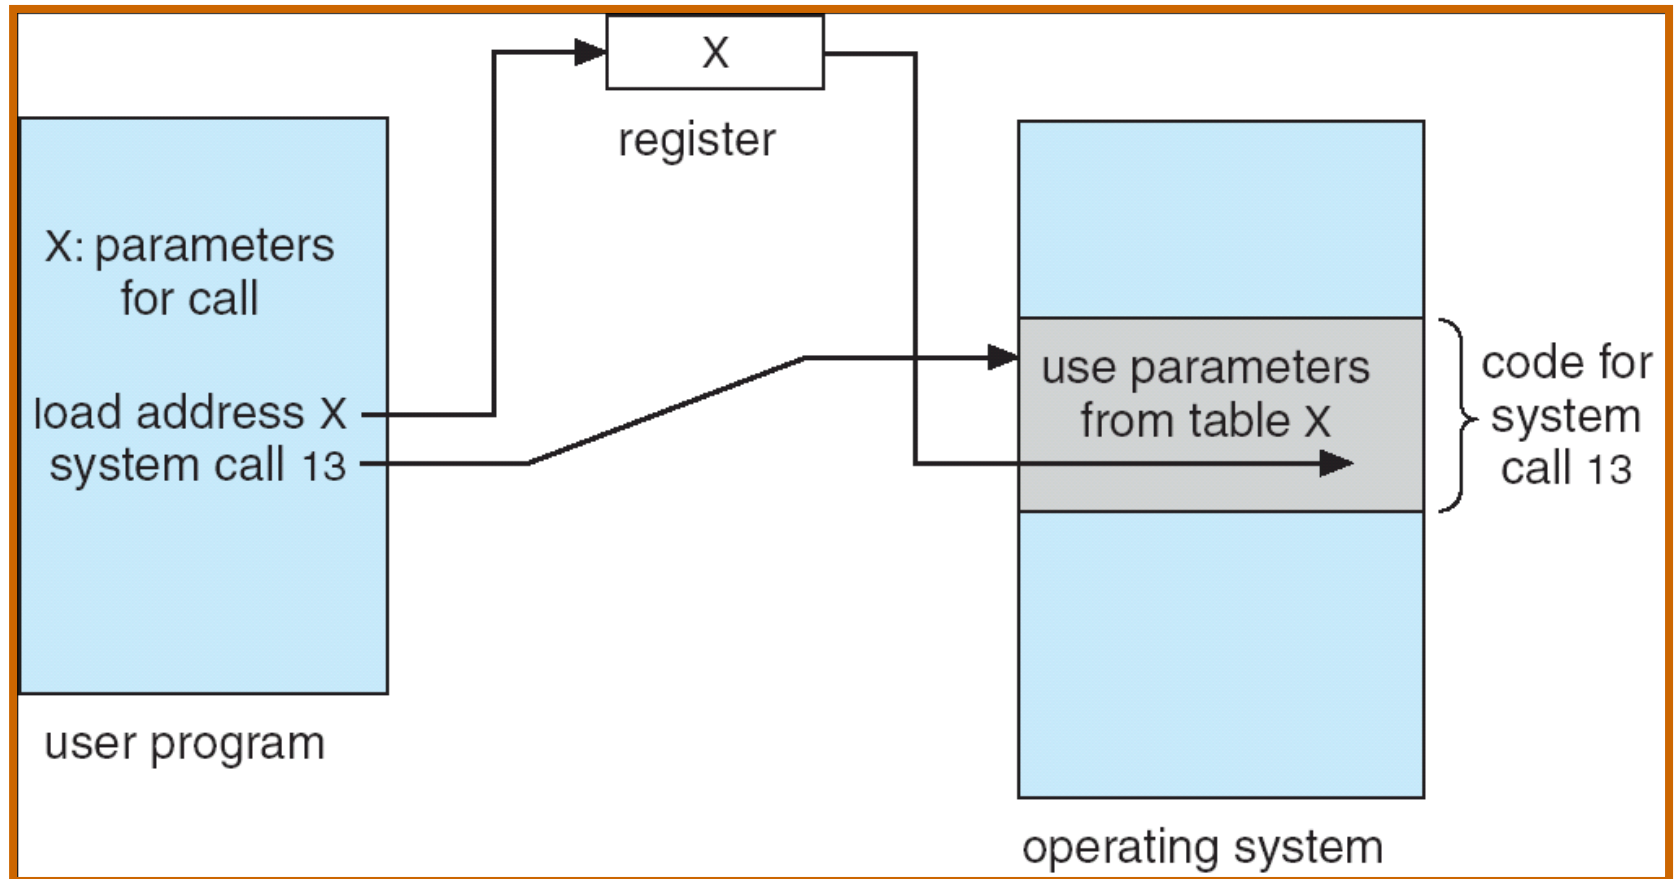 X
register
X: parameters
for call
load address X
system call 13
user program
use parameters
from table X
code for
system
call 13
operating system